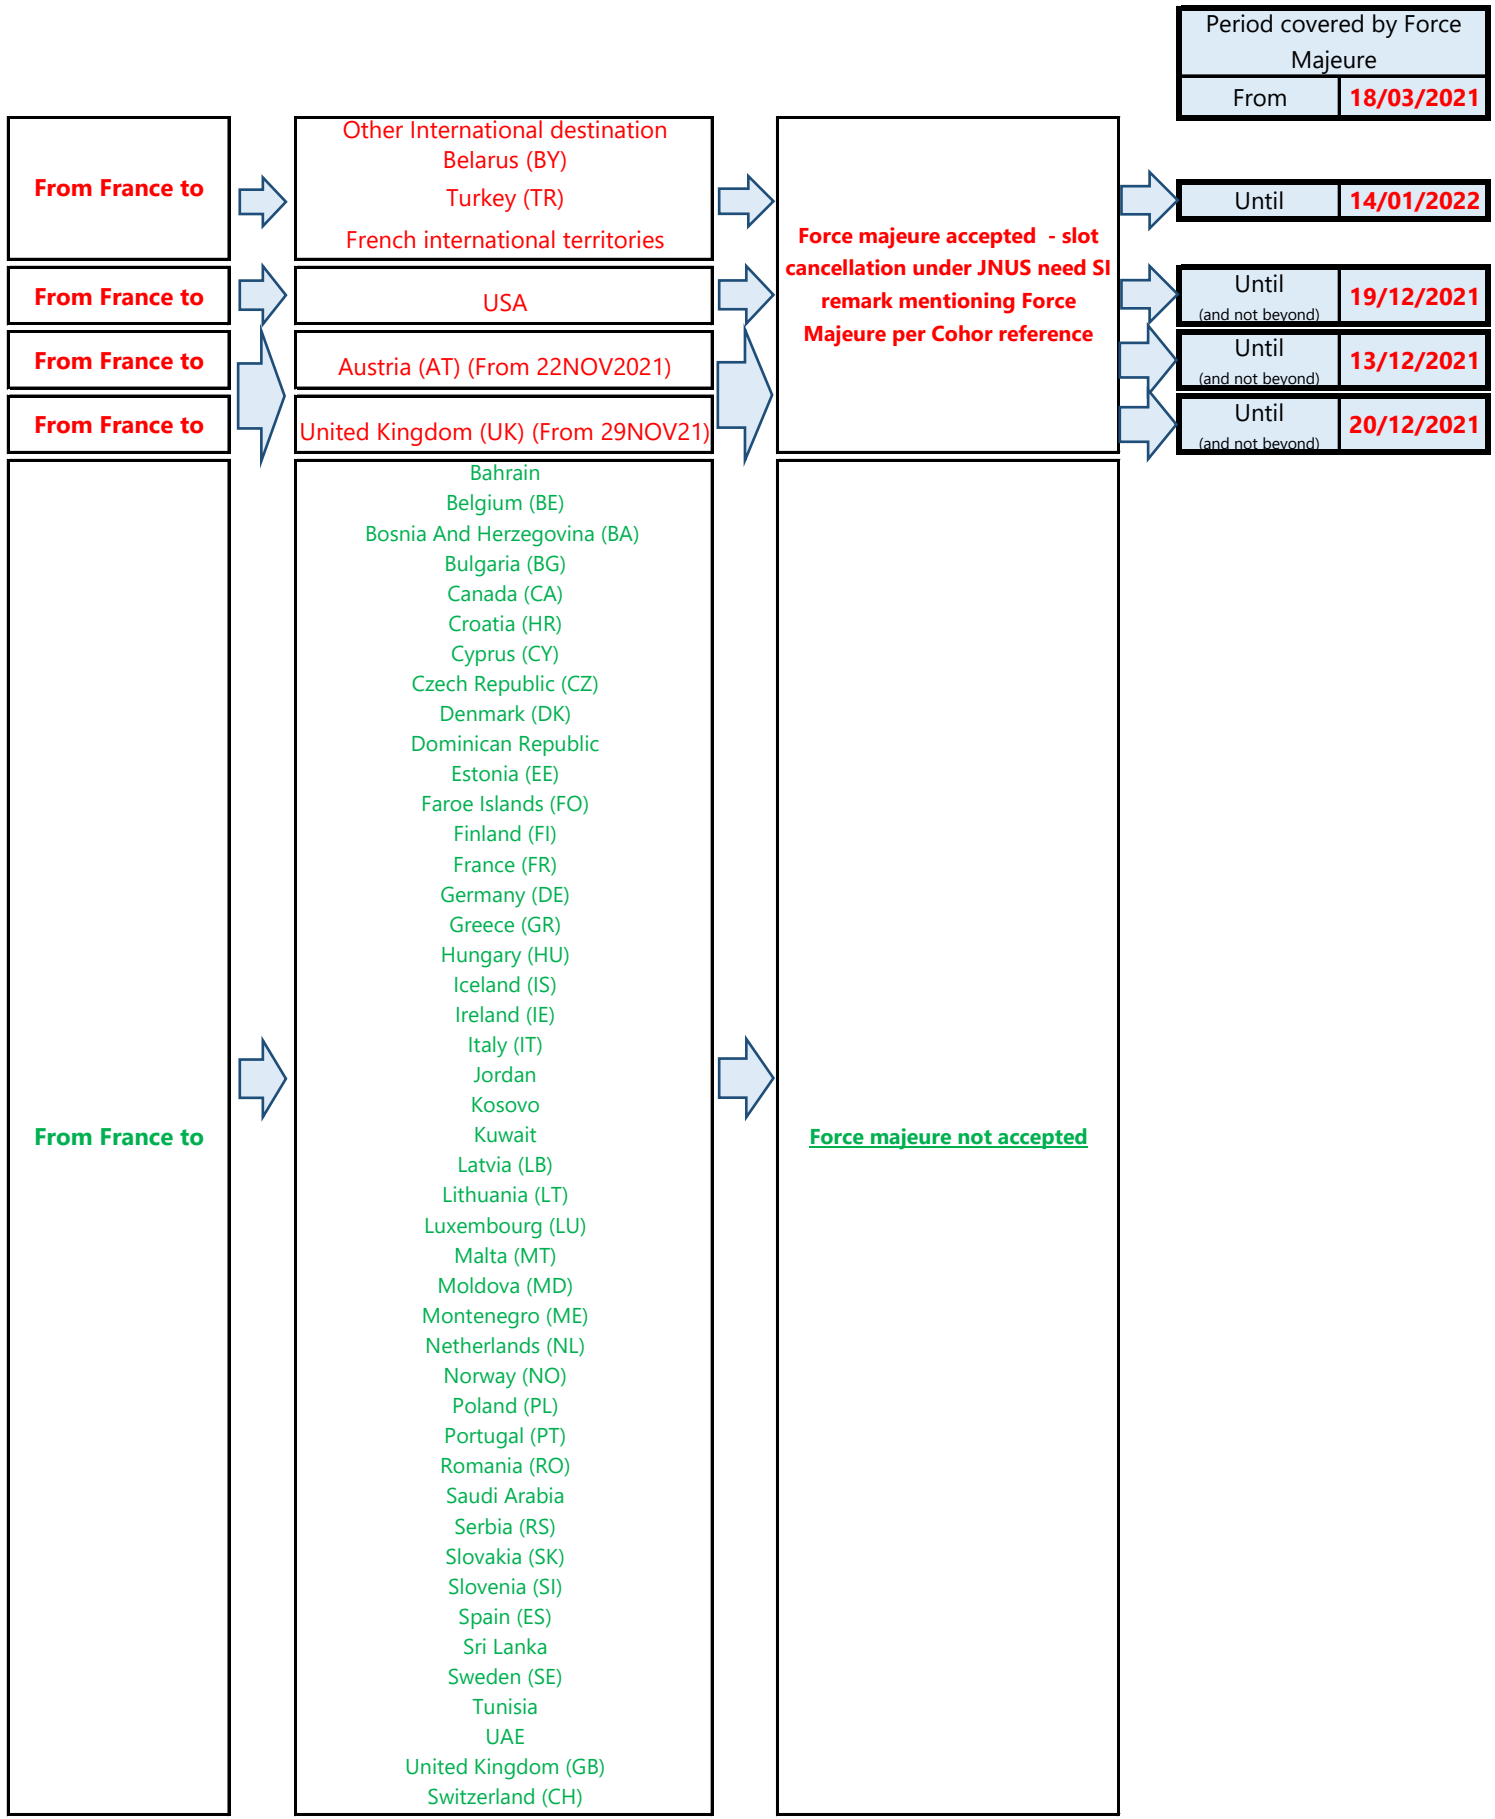 Period covered by Force
Majeure
From 18/03/2021
From France to
Other International destination
Belarus (BY)
Turkey (TR)
French international territories
Force majeure accepted - slot
cancellation under JNUS need SI
remark mentioning Force
Majeure per Cohor reference
Until 14/01/2022
From France to
USA
Until
(and not beyond)
19/12/2021
From France to
Austria (AT) (From 22NOV2021)
Until
(and not beyond)
13/12/2021
From France to
United Kingdom (UK) (From 29NOV21)
Until
(and not beyond)
20/12/2021
From France to
Bahrain
Belgium (BE)
Bosnia And Herzegovina (BA)
Bulgaria (BG)
Canada (CA)
Croatia (HR)
Cyprus (CY)
Czech Republic (CZ)
Denmark (DK)
Dominican Republic
Estonia (EE)
Faroe Islands (FO)
Finland (FI)
France (FR)
Germany (DE)
Greece (GR)
Hungary (HU)
Iceland (IS)
Ireland (IE)
Italy (IT)
Jordan
Kosovo
Kuwait
Latvia (LB)
Lithuania (LT)
Luxembourg (LU)
Malta (MT)
Moldova (MD)
Montenegro (ME)
Netherlands (NL)
Norway (NO)
Poland (PL)
Portugal (PT)
Romania (RO)
Saudi Arabia
Serbia (RS)
Slovakia (SK)
Slovenia (SI)
Spain (ES)
Sri Lanka
Sweden (SE)
Tunisia
UAE
United Kingdom (GB)
Switzerland (CH)
Force majeure not accepted